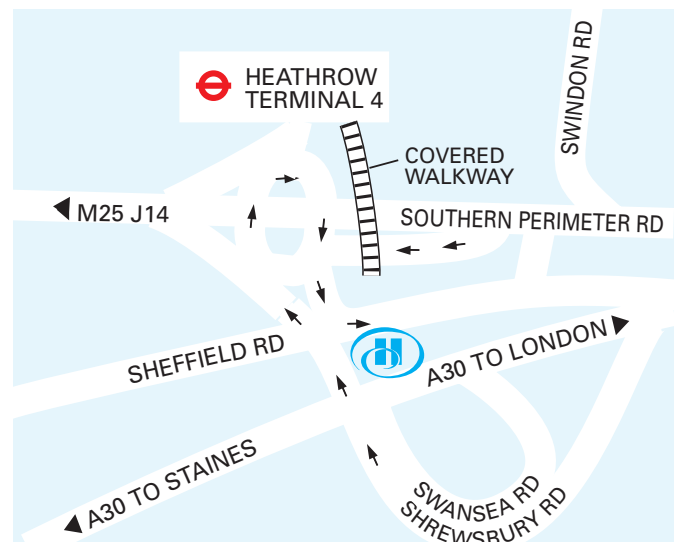 HEATHROW
TERMINAL 4
SWINDON RD
COVERED
WALKWAY
M25 J14
SOUTHERN PERIMETER RD
SHEFFIELD RD
A30 TO LONDON
A30 TO STAINES
SWANSEA RD
SHREWSBURY RD